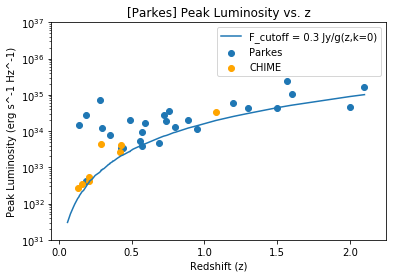 [Parkes] Peak Luminosity vs. z
F_cutoff = 0.3 Jy/g(z,k=0)
Parkes
CHIME
Peak Luminosity (erg s^-1 Hz^-1)
10^37
10^36
10^35
10^34
10^33
10^32
10^31
0.0 0.5 1.0 1.5 2.0
Redshift (z)